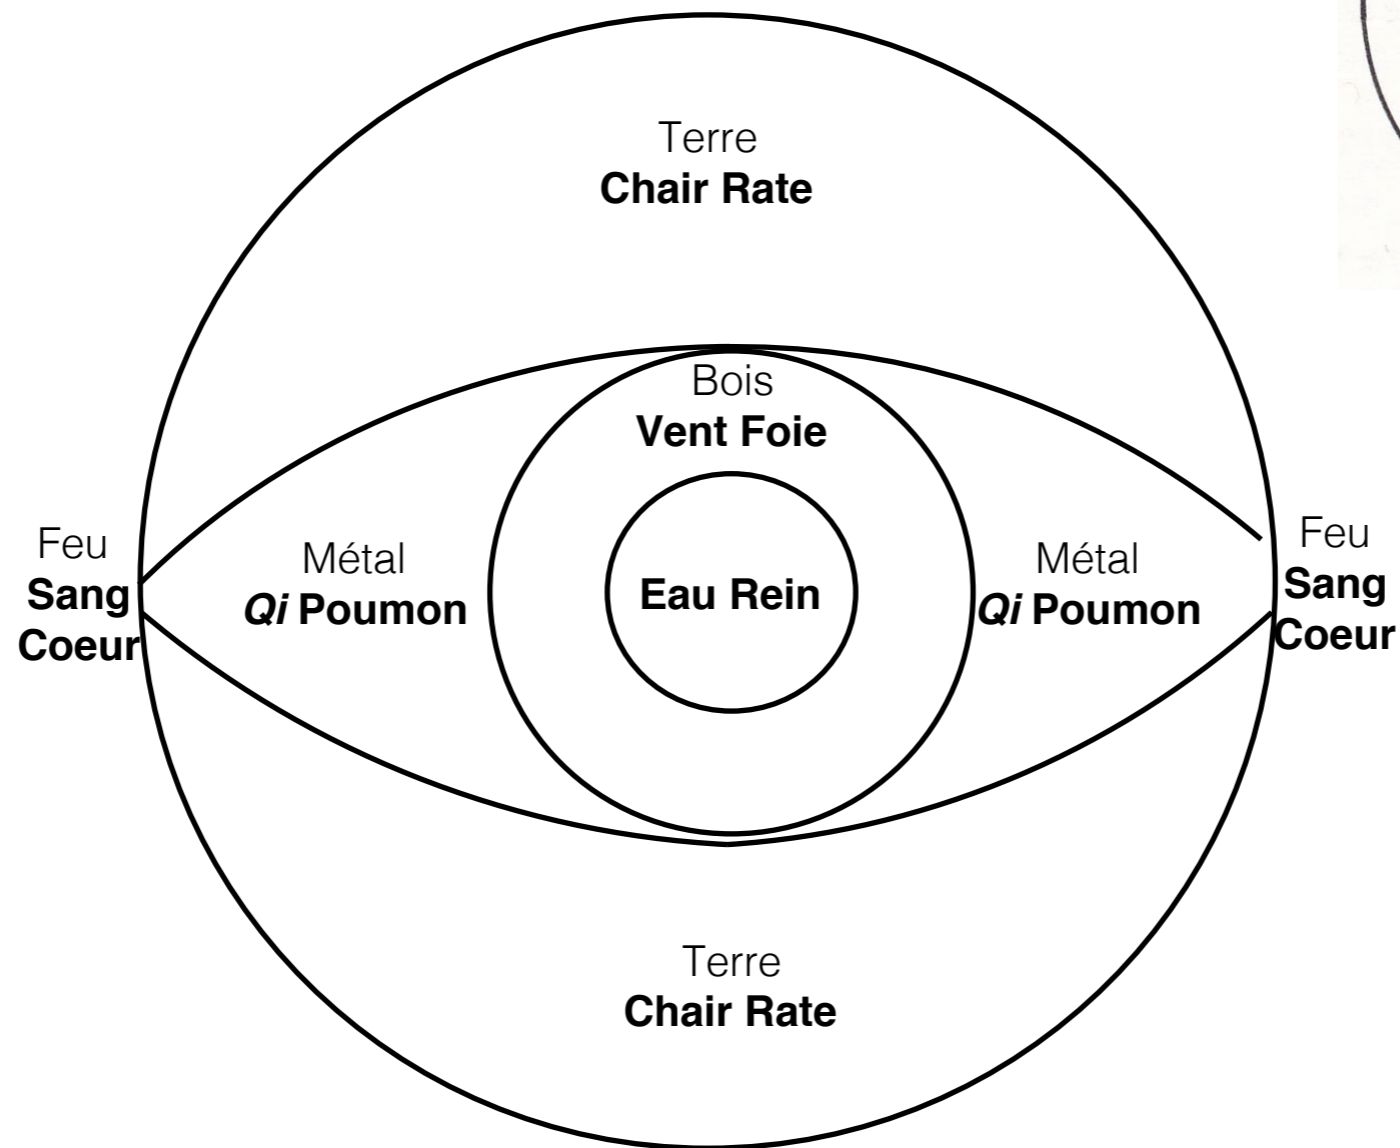 Terre
Chair Rate
Bois
Vent Foie
Feu
Sang
Coeur
Métal
Qi Poumon
Eau Rein
Métal
Qi Poumon
Feu
Sang
Coeur
Terre
Chair Rate